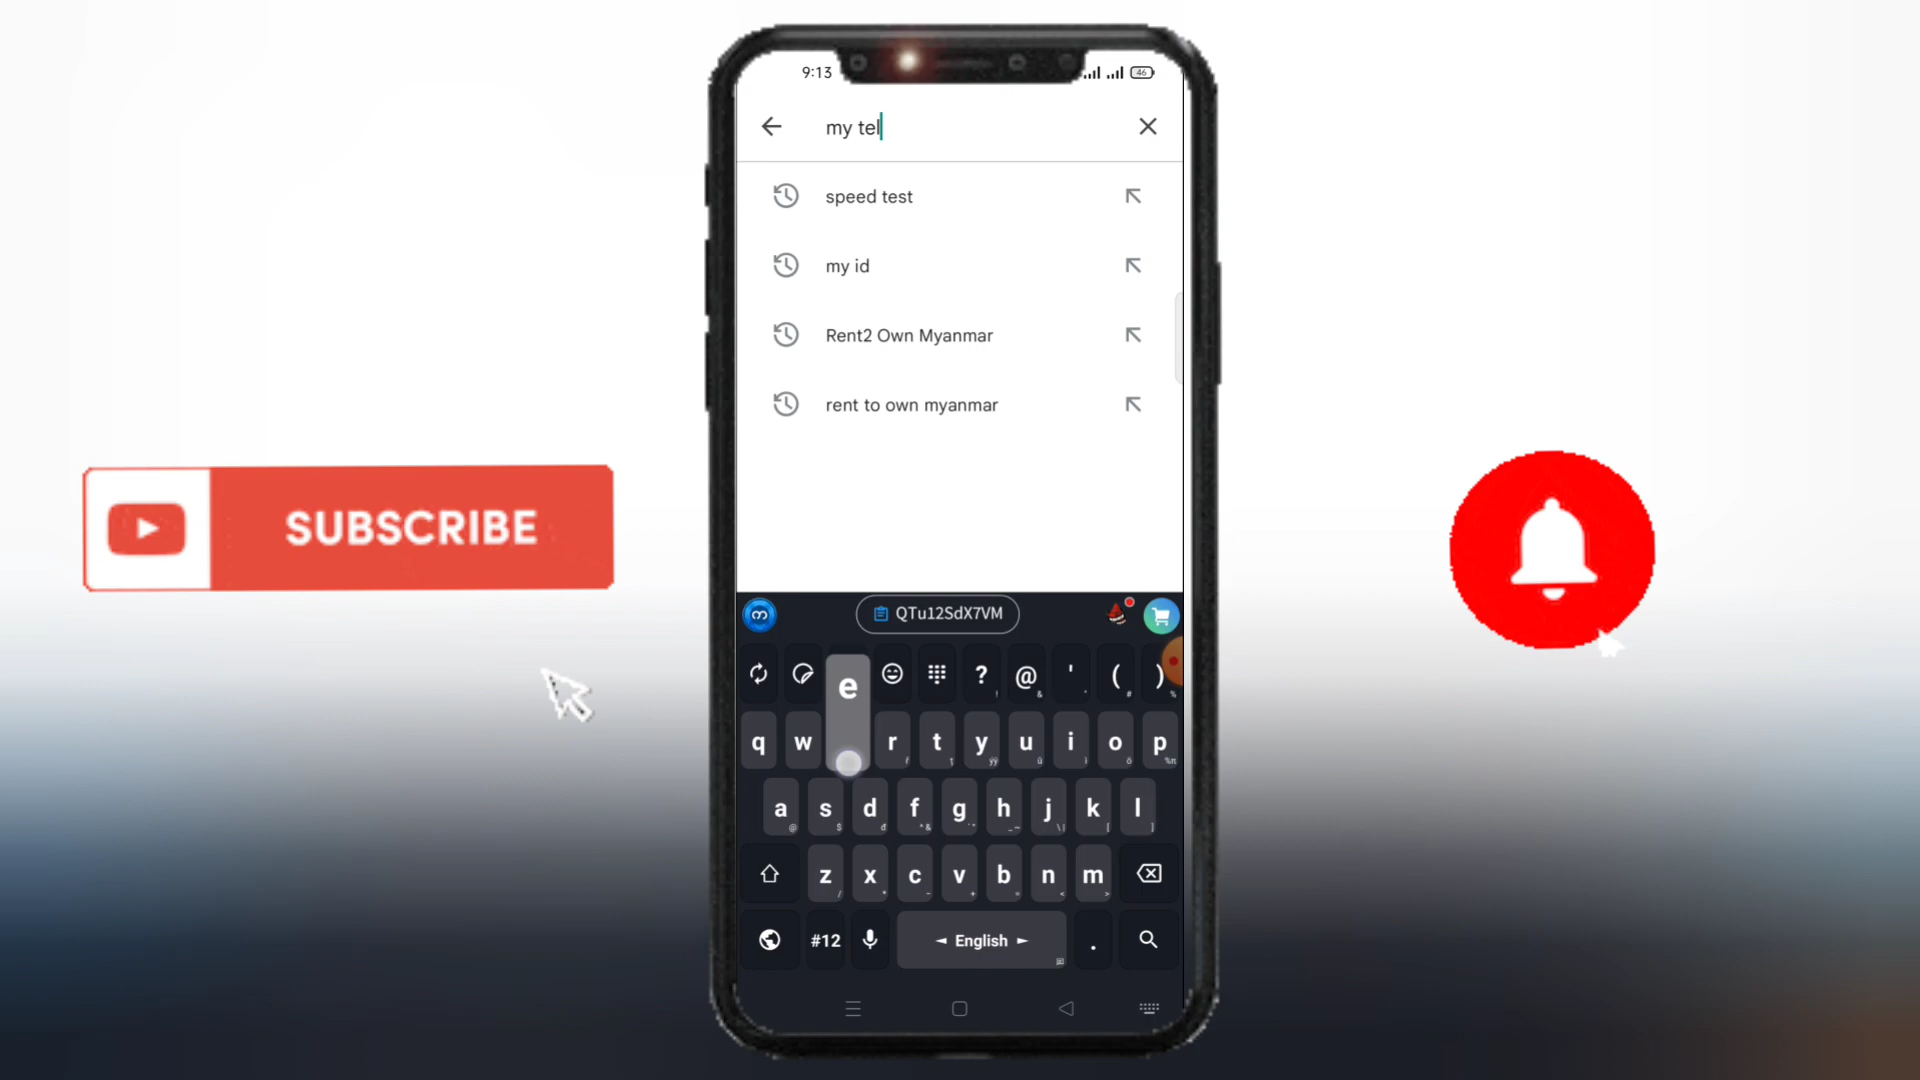 9:13
46
my tel
speed test
my id
Rent2 Own Myanmar
rent to own myanmar
SUBSCRIBE
QTu12SdX7VM
e
? @ ' ( )
q w r t y u i o p
a s d f g h j k l
z x c v b n m
#12 English .